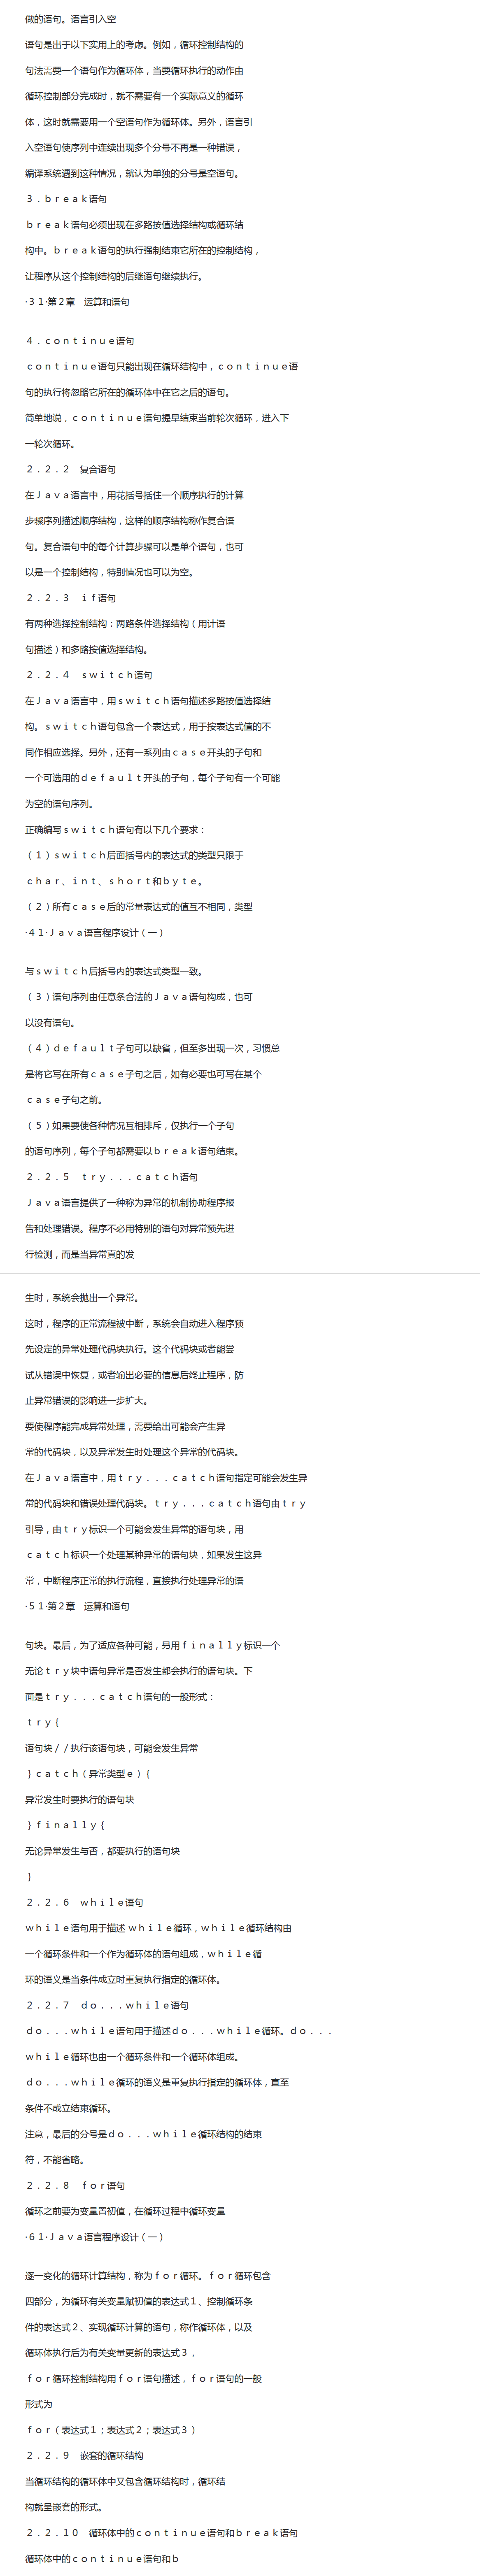 做的语句。语言引入空
语句是出于以下实用上的考虑。例如，循环控制结构的
句法需要一个语句作为循环体，当要循环执行的动作由
循环控制部分完成时，就不需要有一个实际意义的循环
体，这时就需要用一个空语句作为循环体。另外，语言引
入空语句使序列中连续出现多个分号不再是一种错误，
编译系统遇到这种情况，就认为单独的分号是空语句。
３．ｂｒｅａｋ语句
ｂｒｅａｋ语句必须出现在多路按值选择结构或循环结
构中。ｂｒｅａｋ语句的执行强制结束它所在的控制结构，
让程序从这个控制结构的后继语句继续执行。
·３１·第２章　运算和语句
４．ｃｏｎｔｉｎｕｅ语句
ｃｏｎｔｉｎｕｅ语句只能出现在循环结构中，ｃｏｎｔｉｎｕｅ语
句的执行将忽略它所在的循环体中在它之后的语句。
简单地说，ｃｏｎｔｉｎｕｅ语句提早结束当前轮次循环，进入下
一轮次循环。
２．２．２　复合语句
在Ｊａｖａ语言中，用花括号括住一个顺序执行的计算
步骤序列描述顺序结构，这样的顺序结构称作复合语
句。复合语句中的每个计算步骤可以是单个语句，也可
以是一个控制结构，特别情况也可以为空。
２．２．３　ｉｆ语句
有两种选择控制结构：两路条件选择结构（用计语
句描述）和多路按值选择结构。
２．２．４　ｓｗｉｔｃｈ语句
在Ｊａｖａ语言中，用ｓｗｉｔｃｈ语句描述多路按值选择结
构。ｓｗｉｔｃｈ语句包含一个表达式，用于按表达式值的不
同作相应选择。另外，还有一系列由ｃａｓｅ开头的子句和
一个可选用的ｄｅｆａｕｌｔ开头的子句，每个子句有一个可能
为空的语句序列。
正确编写ｓｗｉｔｃｈ语句有以下几个要求：
（１）ｓｗｉｔｃｈ后面括号内的表达式的类型只限于
ｃｈａｒ、ｉｎｔ、ｓｈｏｒｔ和ｂｙｔｅ。
（２）所有ｃａｓｅ后的常量表达式的值互不相同，类型
·４１·Ｊａｖａ语言程序设计（一）
与ｓｗｉｔｃｈ后括号内的表达式类型一致。
（３）语句序列由任意条合法的Ｊａｖａ语句构成，也可
以没有语句。
（４）ｄｅｆａｕｌｔ子句可以缺省，但至多出现一次，习惯总
是将它写在所有ｃａｓｅ子句之后，如有必要也可写在某个
ｃａｓｅ子句之前。
（５）如果要使各种情况互相排斥，仅执行一个子句
的语句序列，每个子句都需要以ｂｒｅａｋ语句结束。
２．２．５　ｔｒｙ．．．ｃａｔｃｈ语句
Ｊａｖａ语言提供了一种称为异常的机制协助程序报
告和处理错误。程序不必用特别的语句对异常预先进
行检测，而是当异常真的发
生时，系统会抛出一个异常。
这时，程序的正常流程被中断，系统会自动进入程序预
先设定的异常处理代码块执行。这个代码块或者能尝
试从错误中恢复，或者输出必要的信息后终止程序，防
止异常错误的影响进一步扩大。
要使程序能完成异常处理，需要给出可能会产生异
常的代码块，以及异常发生时处理这个异常的代码块。
在Ｊａｖａ语言中，用ｔｒｙ．．．ｃａｔｃｈ语句指定可能会发生异
常的代码块和错误处理代码块。ｔｒｙ．．．ｃａｔｃｈ语句由ｔｒｙ
引导，由ｔｒｙ标识一个可能会发生异常的语句块，用
ｃａｔｃｈ标识一个处理某种异常的语句块，如果发生这异
常，中断程序正常的执行流程，直接执行处理异常的语
·５１·第２章　运算和语句
句块。最后，为了适应各种可能，另用ｆｉｎａｌｌｙ标识一个
无论ｔｒｙ块中语句异常是否发生都会执行的语句块。下
面是ｔｒｙ．．．ｃａｔｃｈ语句的一般形式：
ｔｒｙ｛
语句块／／执行该语句块，可能会发生异常
｝ｃａｔｃｈ（异常类型ｅ）｛
异常发生时要执行的语句块
｝ｆｉｎａｌｌｙ｛
无论异常发生与否，都要执行的语句块
｝
２．２．６　ｗｈｉｌｅ语句
ｗｈｉｌｅ语句用于描述 ｗｈｉｌｅ循环，ｗｈｉｌｅ循环结构由
一个循环条件和一个作为循环体的语句组成，ｗｈｉｌｅ循
环的语义是当条件成立时重复执行指定的循环体。
２．２．７　ｄｏ．．．ｗｈｉｌｅ语句
ｄｏ．．．ｗｈｉｌｅ语句用于描述ｄｏ．．．ｗｈｉｌｅ循环。ｄｏ．．．
ｗｈｉｌｅ循环也由一个循环条件和一个循环体组成。
ｄｏ．．．ｗｈｉｌｅ循环的语义是重复执行指定的循环体，直至
条件不成立结束循环。
注意，最后的分号是ｄｏ．．．ｗｈｉｌｅ循环结构的结束
符，不能省略。
２．２．８　ｆｏｒ语句
循环之前要为变量置初值，在循环过程中循环变量
·６１·Ｊａｖａ语言程序设计（一）
逐一变化的循环计算结构，称为ｆｏｒ循环。ｆｏｒ循环包含
四部分，为循环有关变量赋初值的表达式１、控制循环条
件的表达式２、实现循环计算的语句，称作循环体，以及
循环体执行后为有关变量更新的表达式３，
ｆｏｒ循环控制结构用ｆｏｒ语句描述，ｆｏｒ语句的一般
形式为
ｆｏｒ（表达式１；表达式２；表达式３）
２．２．９　嵌套的循环结构
当循环结构的循环体中又包含循环结构时，循环结
构就呈嵌套的形式。
２．２．１０　循环体中的ｃｏｎｔｉｎｕｅ语句和ｂｒｅａｋ语句
循环体中的ｃｏｎｔｉｎｕｅ语句和ｂ